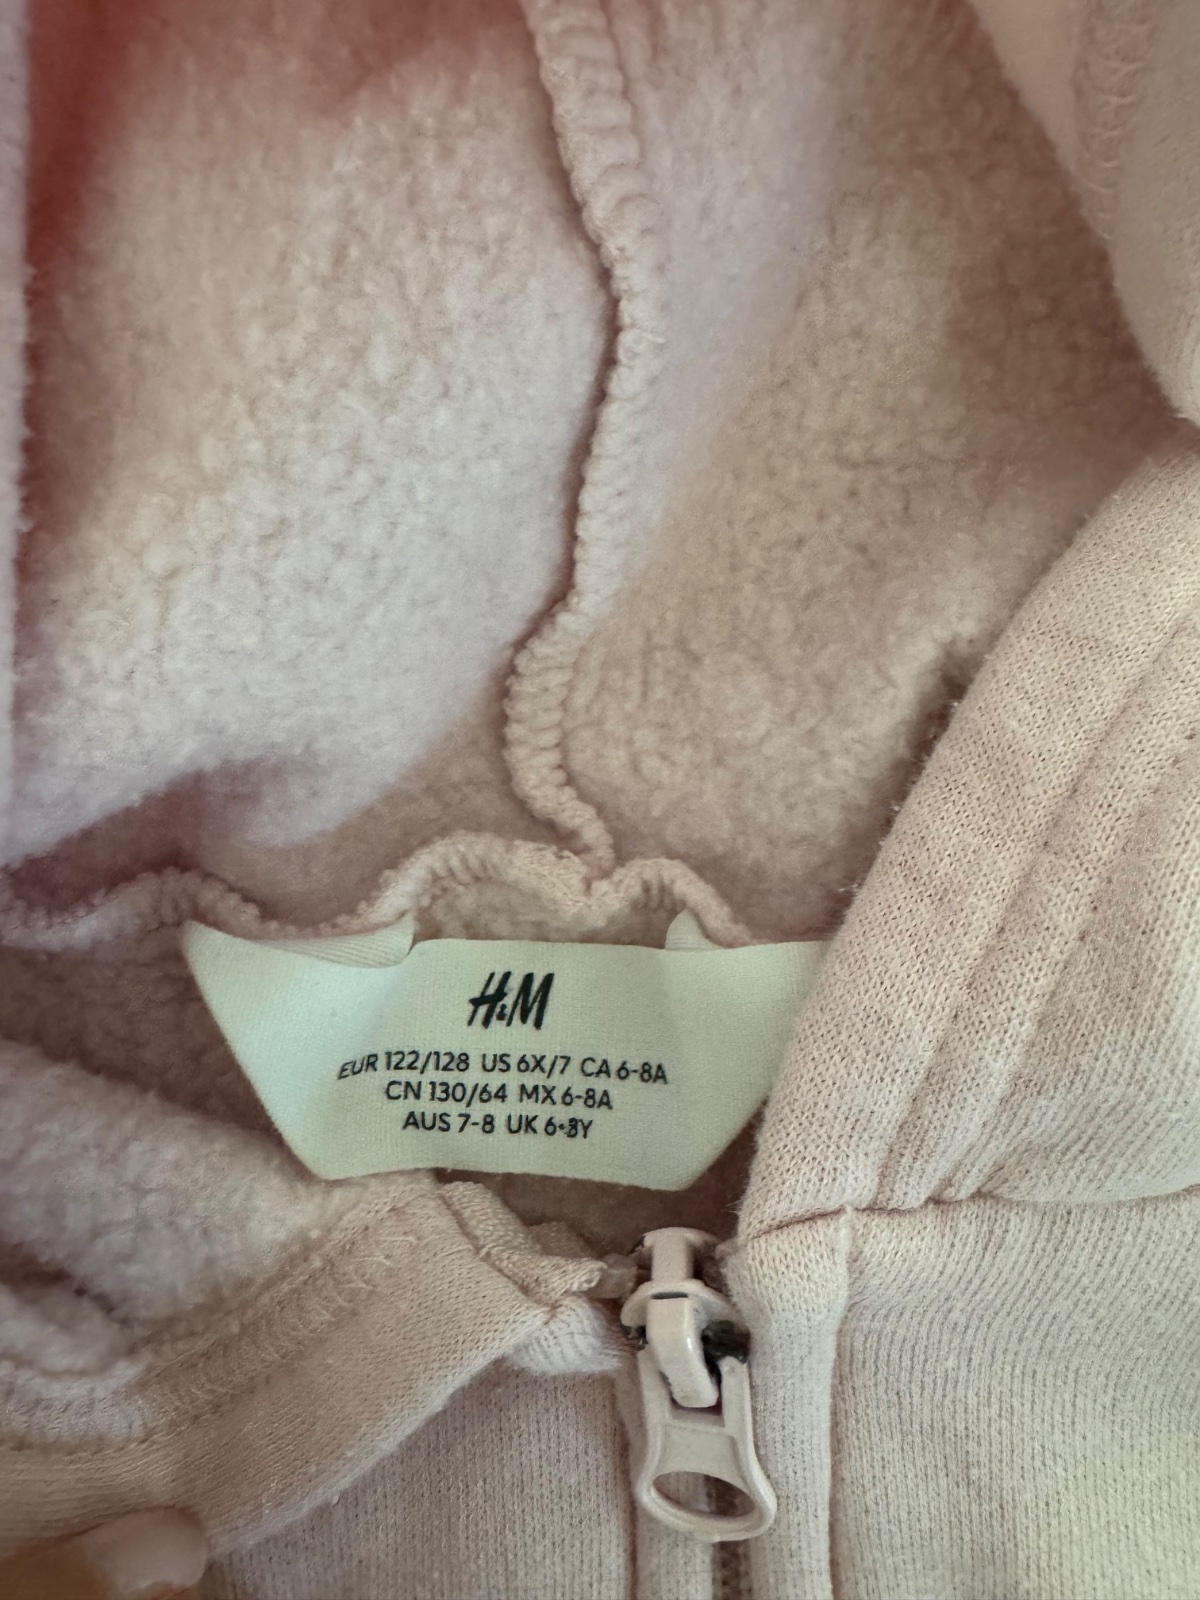 H&M
EUR 122/128 US 6X/7 CA 6-8A
CN 130/64 MX 6-8A
AUS 7-8 UK 6-8Y